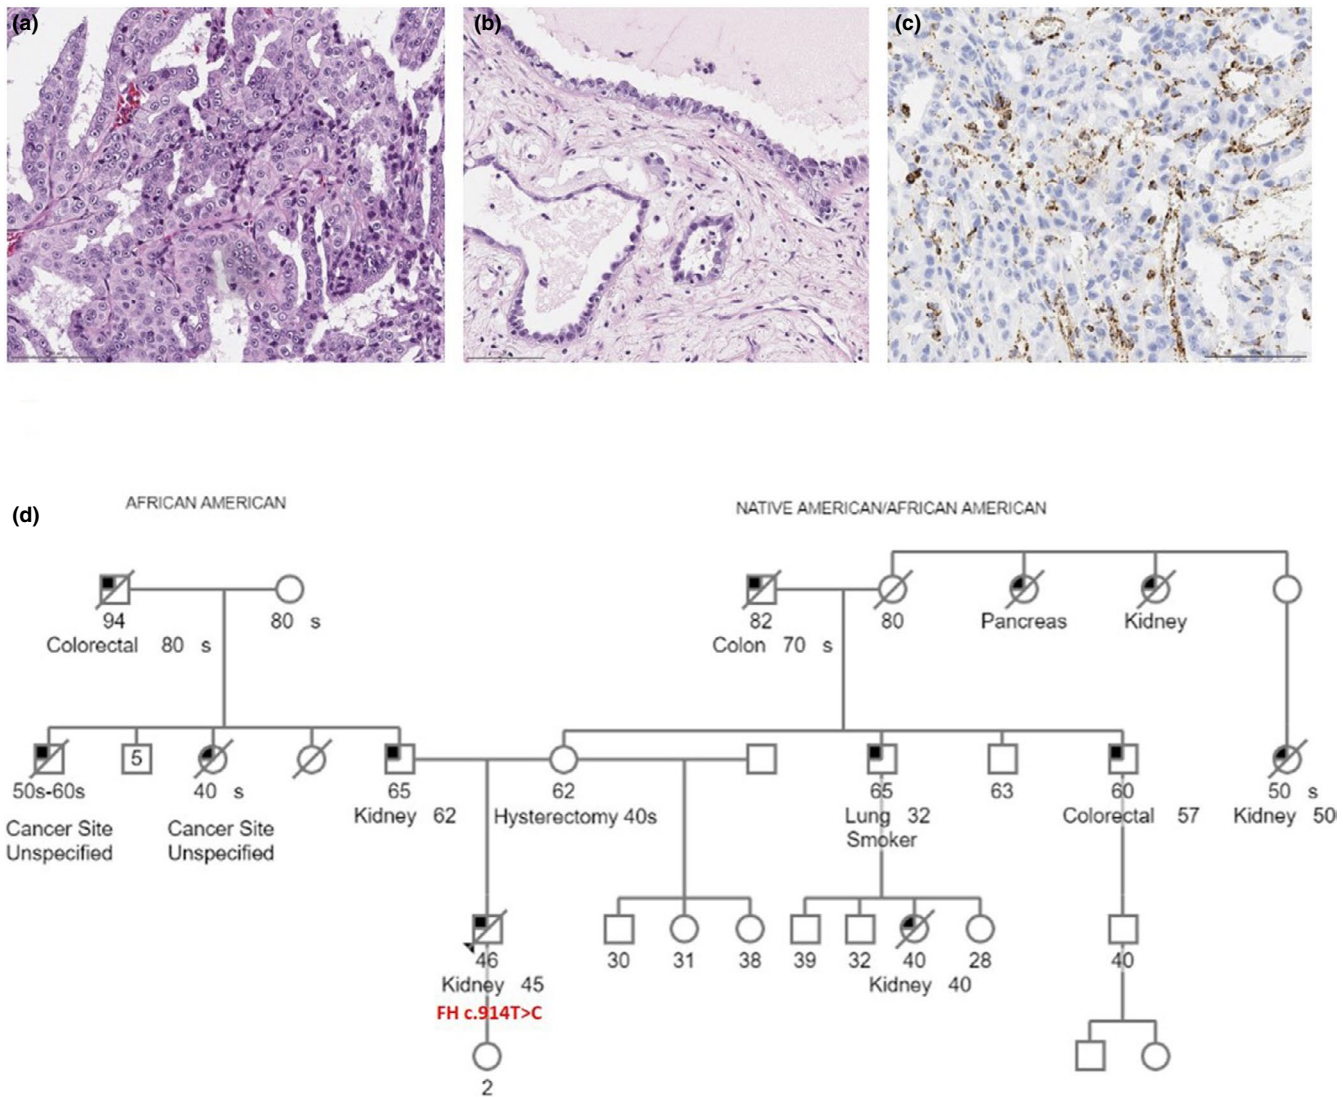 (a)
(b)
(c)
(d)
AFRICAN AMERICAN
NATIVE AMERICAN/AFRICAN AMERICAN
94
Colorectal 80 s
80 s
82
Colon 70 s
80
Pancreas
Kidney
50s-60s
Cancer Site
Unspecified
5
40 s
Cancer Site
Unspecified
65
Kidney 62
62
Hysterectomy 40s
65
Lung 32
Smoker
63
60
Colorectal 57
50 s
Kidney 50
46
Kidney 45
FH c.914T>C
30
31
38
39
32
40
Kidney 40
28
40
2